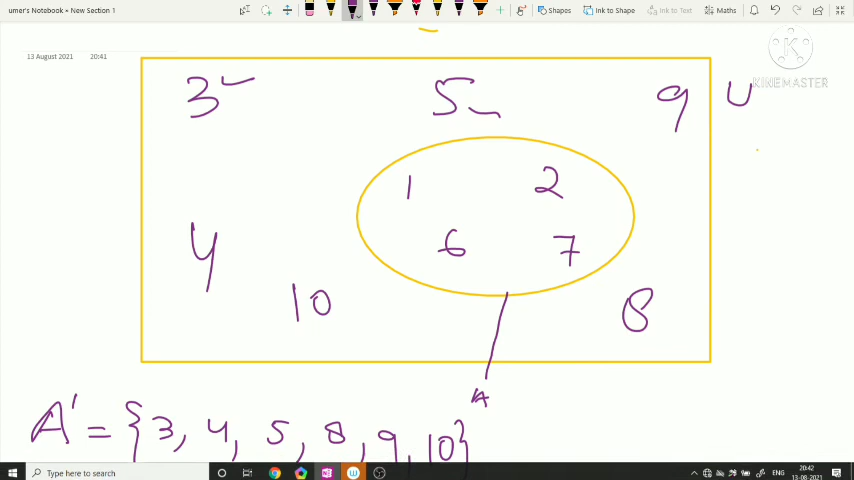 umer's Notebook » New Section 1
Shapes
Ink to Shape
Ink to Text
Maths
13 August 2021 20:41
K
KINEMASTER
3 5 9 U
1 2
4 6 7
10 8
A
A' = {3, 4, 5, 8, 9, 10}
Type here to search
ENG
20:42
13-08-2021